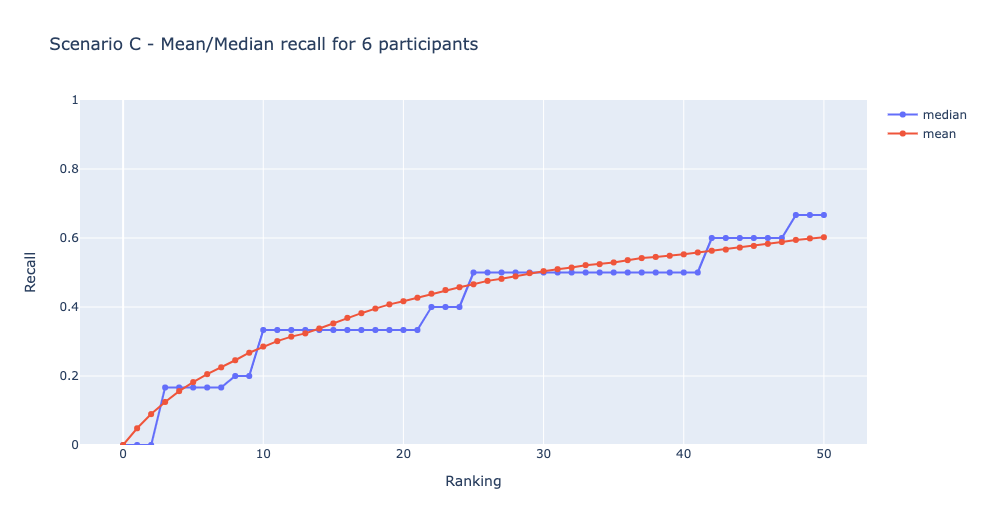 Scenario C - Mean/Median recall for 6 participants
median
mean
1
0.8
0.6
0.4
0.2
0
Recall
0 10 20 30 40 50
Ranking